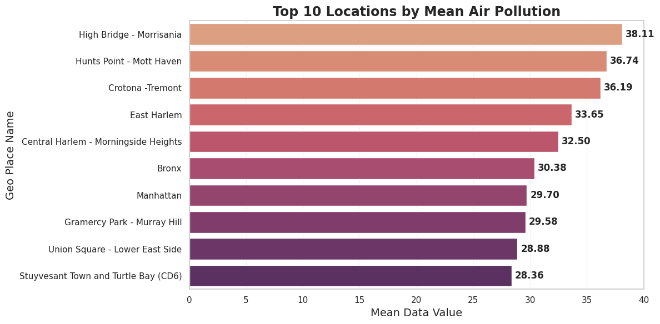 Top 10 Locations by Mean Air Pollution
Geo Place Name
High Bridge - Morrisania 38.11
Hunts Point - Mott Haven 36.74
Crotona -Tremont 36.19
East Harlem 33.65
Central Harlem - Morningside Heights 32.50
Bronx 30.38
Manhattan 29.70
Gramercy Park - Murray Hill 29.58
Union Square - Lower East Side 28.88
Stuyvesant Town and Turtle Bay (CD6) 28.36
0 5 10 15 20 25 30 35 40
Mean Data Value